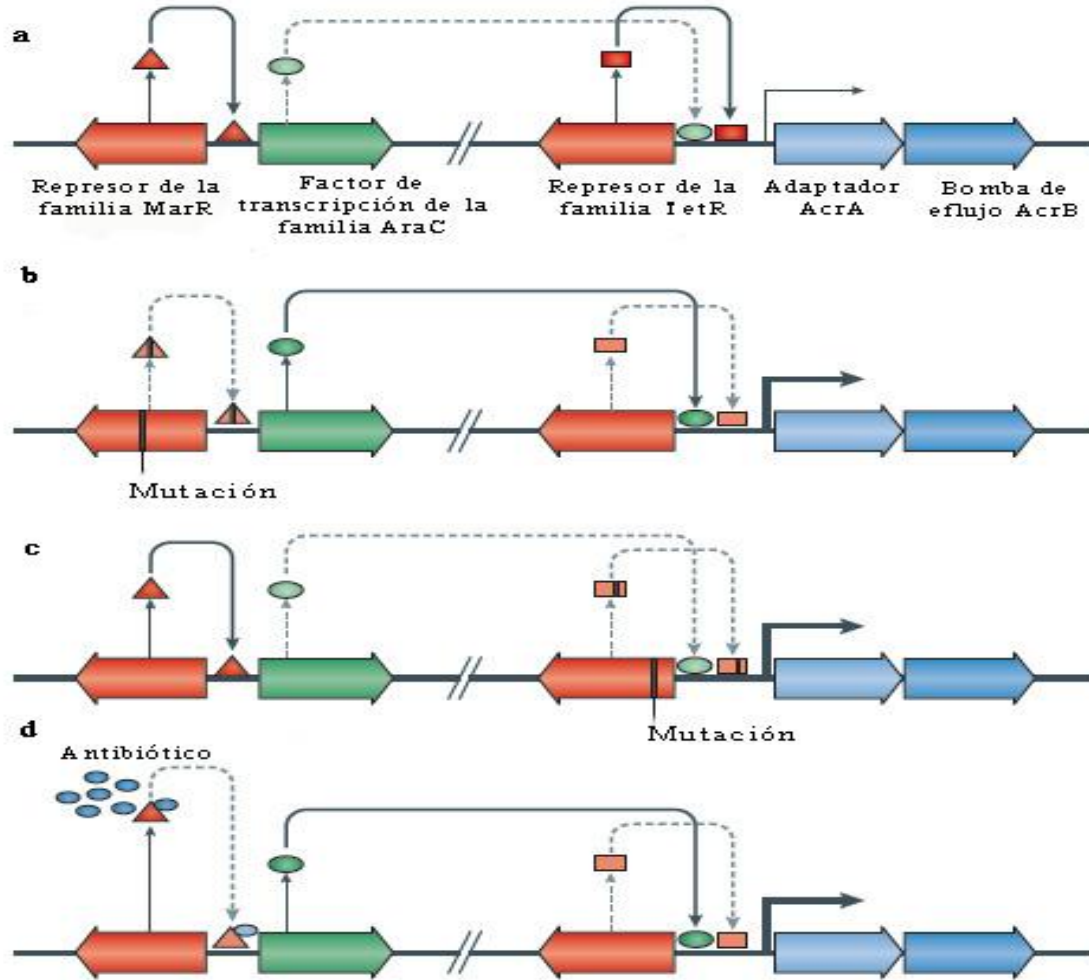 a
Represor de la
familia MarR
Factor de
transcripción de la
familia AraC
Represor de la
familia TetR
Adaptador
AcrA
Bomba de
eflujo AcrB
b
Mutación
c
Mutación
d
Antibiótico